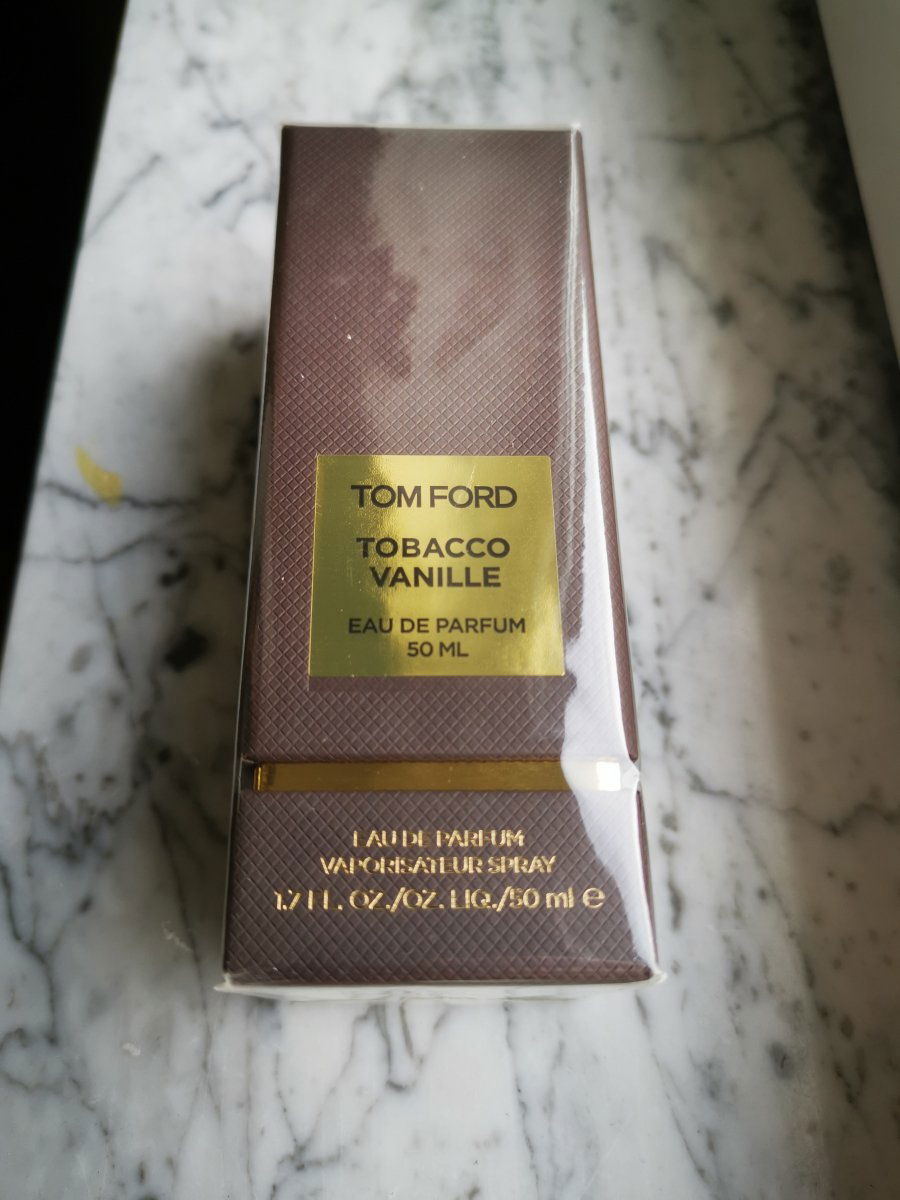 TOM FORD
TOBACCO
VANILLE
EAU DE PARFUM
50 ML
EAU DE PARFUM
VAPORISATEUR SPRAY
1.7 FL. OZ./OZ. LIQ./50 ml ℮